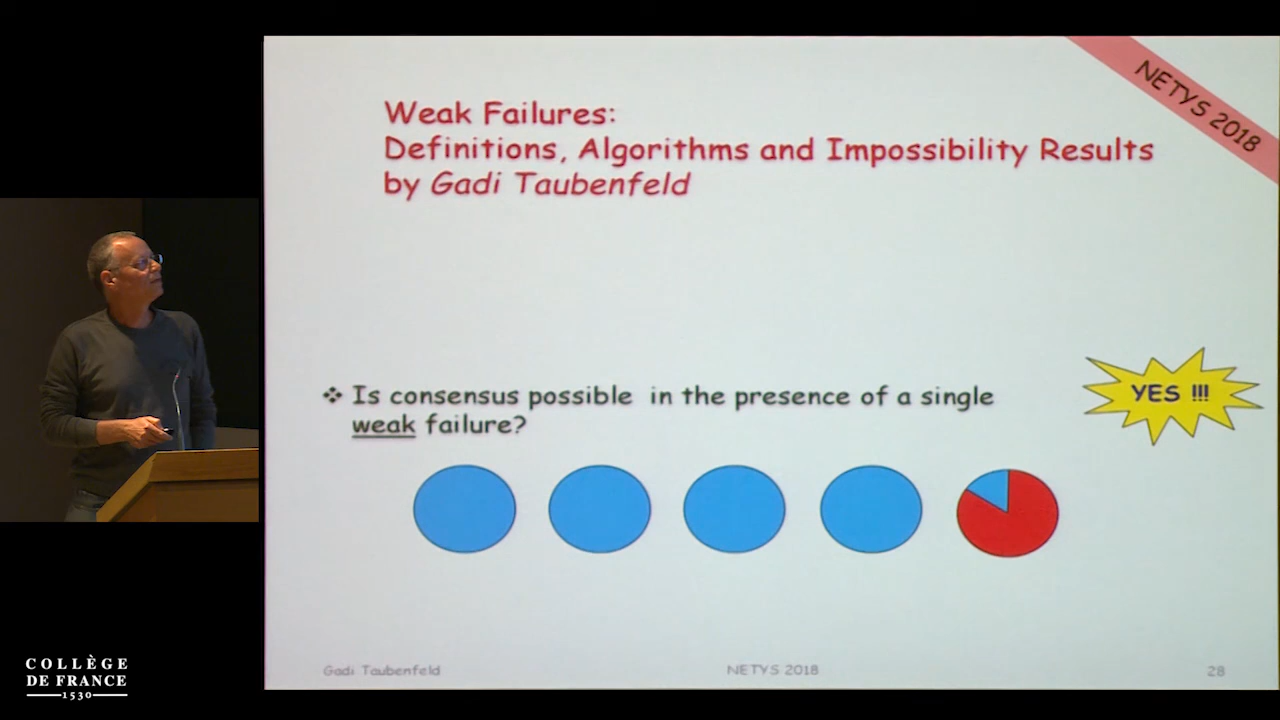 NETYS 2018
Weak Failures:
Definitions, Algorithms and Impossibility Results
by Gadi Taubenfeld
❖ Is consensus possible in the presence of a single
weak failure?
YES !!!
Gadi Taubenfeld
NETYS 2018
28
COLLÈGE
DE FRANCE
1530